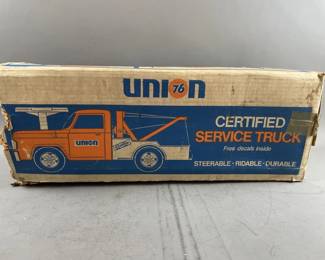 UNION 76
CERTIFIED
SERVICE TRUCK
Free decals inside
UNION
STEERABLE • RIDABLE • DURABLE